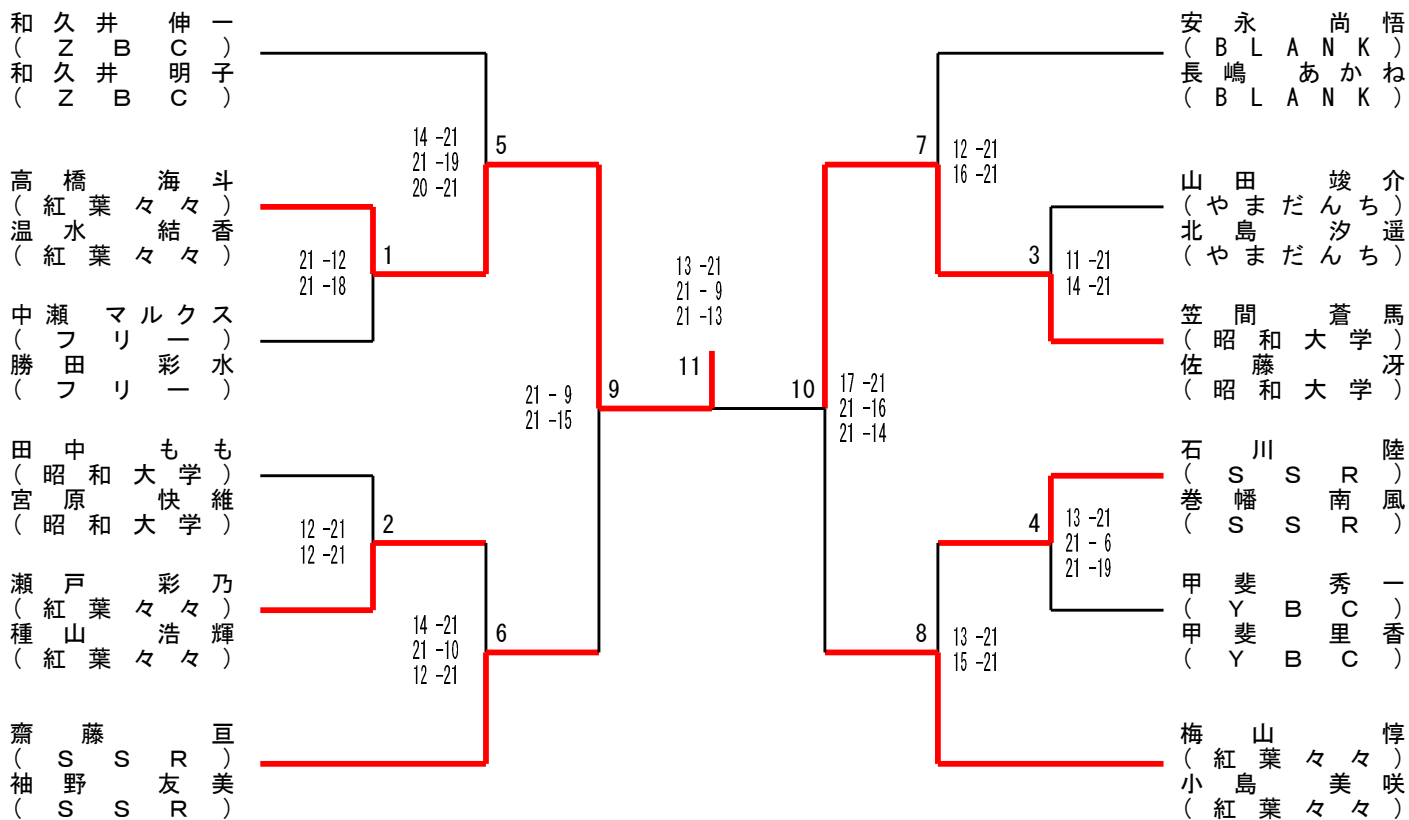 和久井 伸一
(ZBC)
和久井 明子
(ZBC)
高橋 海斗
(紅葉々々)
温水 結香
(紅葉々々)
中瀬 マルクス
(フリー)
勝田 彩水
(フリー)
田中 もも
(昭和大学)
宮原 快維
(昭和大学)
瀬戸 彩乃
(紅葉々々)
種山 浩輝
(紅葉々々)
齋藤 亘
(SSR)
袖野 友美
(SSR)
14 -21
21 -19
20 -21
5
21 -12
21 -18
1
12 -21
12 -21
2
14 -21
21 -10
12 -21
6
21 - 9
21 -15
9
13 -21
21 - 9
21 -13
11
10
17 -21
21 -16
21 -14
7
12 -21
16 -21
3
11 -21
14 -21
4
13 -21
21 - 6
21 -19
8
13 -21
15 -21
安永 尚悟
(BLANK)
長嶋 あかね
(BLANK)
山田 竣介
(やまだんち)
北島 汐遥
(やまだんち)
笠間 蒼馬
(昭和大学)
佐藤 冴
(昭和大学)
石川 陸
(SSR)
巻幡 南風
(SSR)
甲斐 秀一
(YBC)
甲斐 里香
(YBC)
梅山 惇
(紅葉々々)
小島 美咲
(紅葉々々)